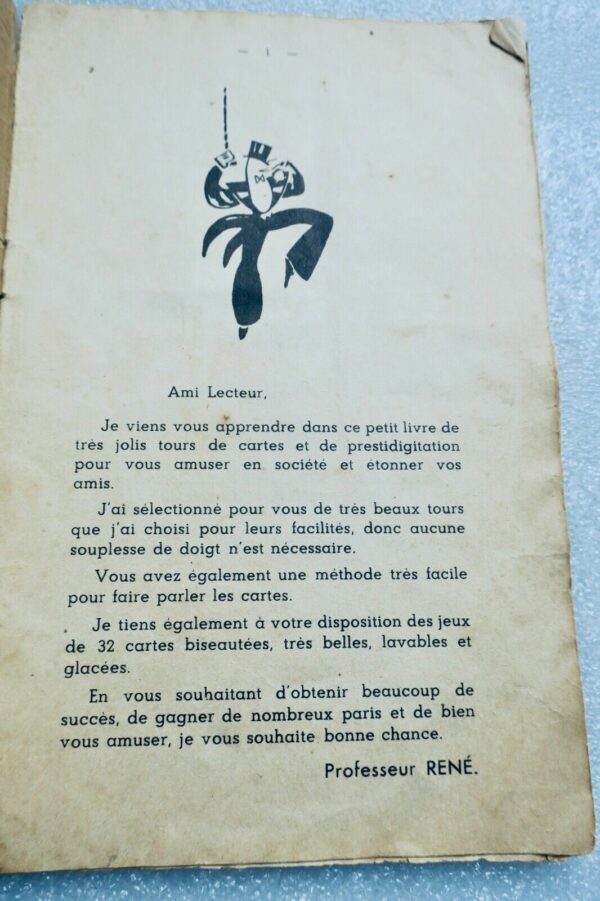 - 1 -
Ami Lecteur,
Je viens vous apprendre dans ce petit livre de
très jolis tours de cartes et de prestidigitation
pour vous amuser en société et étonner vos
amis.
J'ai sélectionné pour vous de très beaux tours
que j'ai choisi pour leurs facilités, donc aucune
souplesse de doigt n'est nécessaire.
Vous avez également une méthode très facile
pour faire parler les cartes.
Je tiens également à votre disposition des jeux
de 32 cartes biseautées, très belles, lavables et
glacées.
En vous souhaitant d'obtenir beaucoup de
succès, de gagner de nombreux paris et de bien
vous amuser, je vous souhaite bonne chance.
Professeur RENÉ.